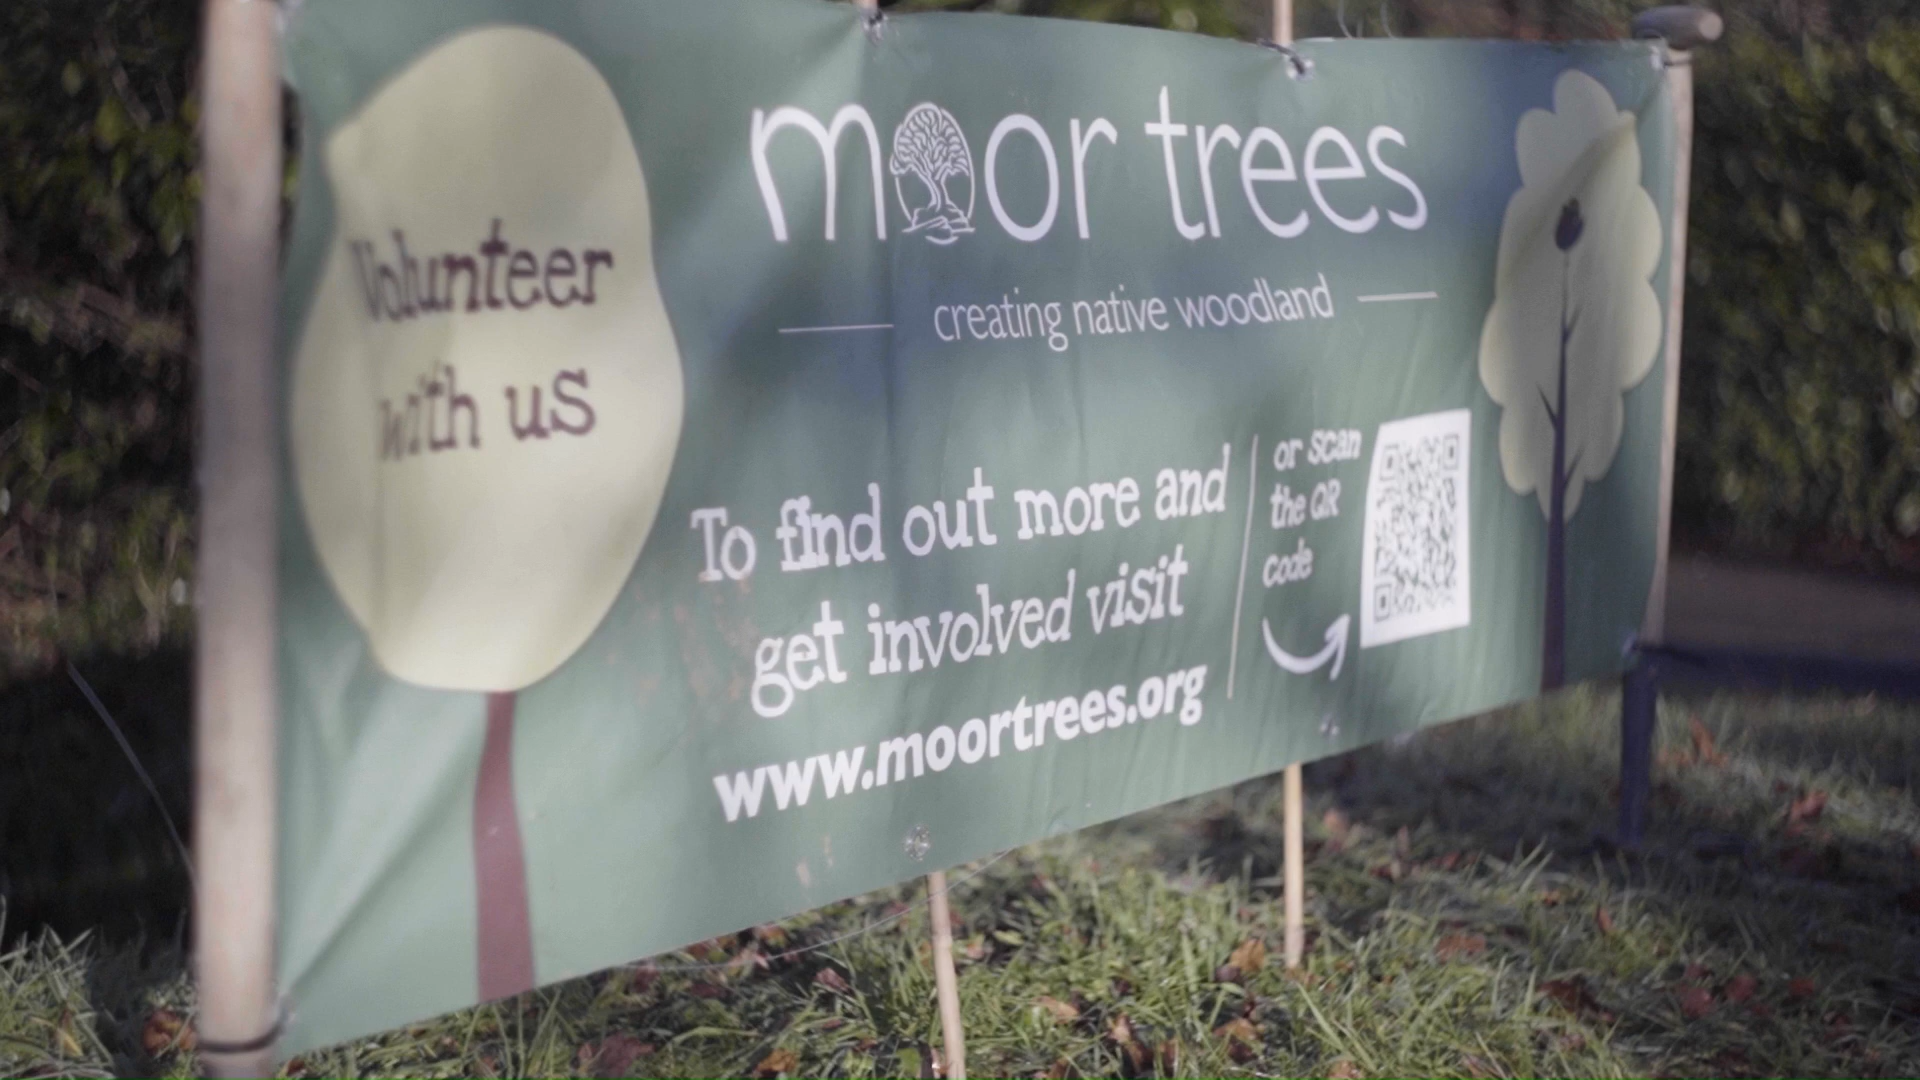 Volunteer
with us
moor trees
creating native woodland
To find out more and
get involved visit
www.moortrees.org
or scan
the QR
code